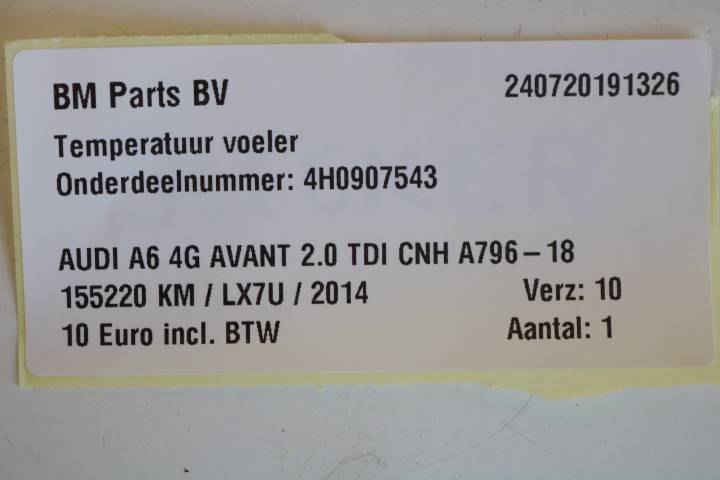 BM Parts BV 240720191326
Temperatuur voeler
Onderdeelnummer: 4H0907543
AUDI A6 4G AVANT 2.0 TDI CNH A796-18
155220 KM / LX7U / 2014 Verz: 10
10 Euro incl. BTW Aantal: 1